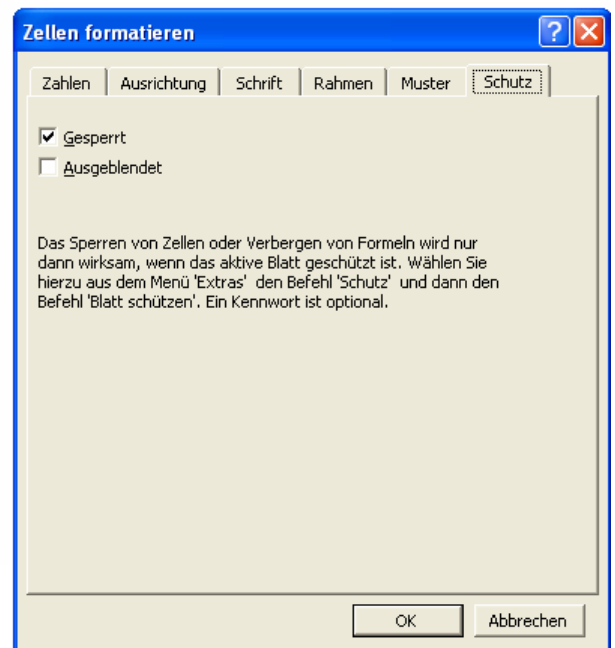 Zellen formatieren
Zahlen Ausrichtung Schrift Rahmen Muster Schutz
Gesperrt
Ausgeblendet
Das Sperren von Zellen oder Verbergen von Formeln wird nur
dann wirksam, wenn das aktive Blatt geschützt ist. Wählen Sie
hierzu aus dem Menü 'Extras' den Befehl 'Schutz' und dann den
Befehl 'Blatt schützen'. Ein Kennwort ist optional.
OK Abbrechen